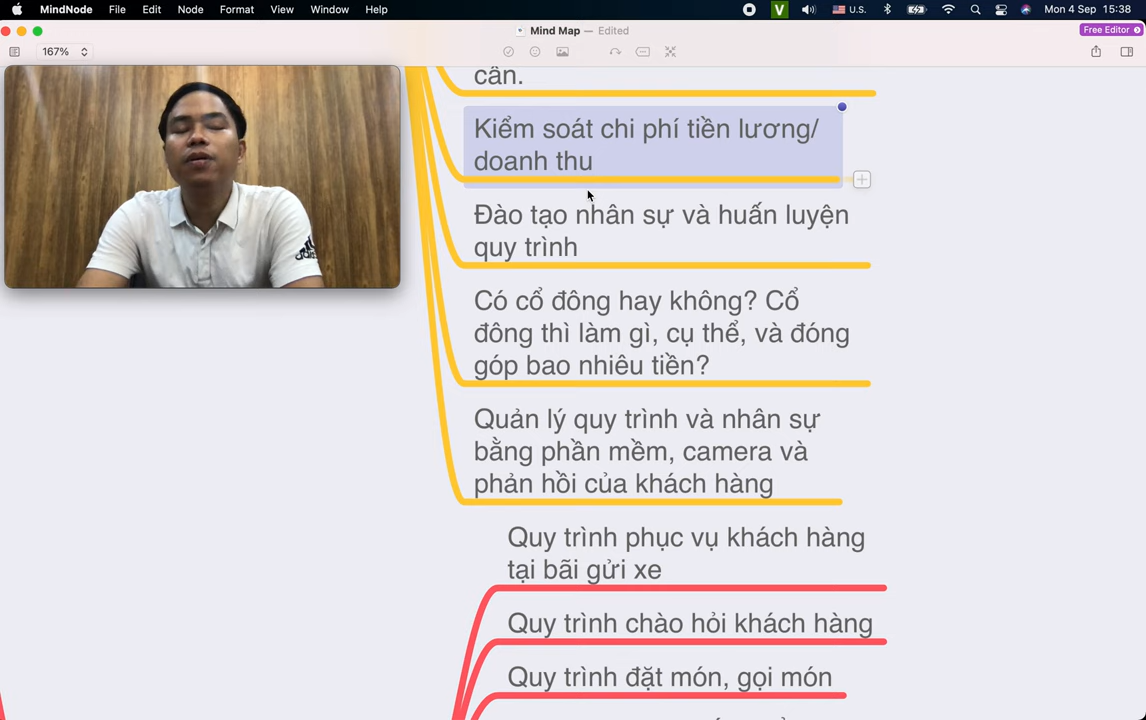 MindNode File Edit Node Format View Window Help V U.S. Mon 4 Sep 15:38
Mind Map — Edited
Free Editor
167%
cân.
Kiểm soát chi phí tiền lương/
doanh thu
Đào tạo nhân sự và huấn luyện
quy trình
Có cổ đông hay không? Cổ
đông thì làm gì, cụ thể, và đóng
góp bao nhiêu tiền?
Quản lý quy trình và nhân sự
bằng phần mềm, camera và
phản hồi của khách hàng
Quy trình phục vụ khách hàng
tại bãi gửi xe
Quy trình chào hỏi khách hàng
Quy trình đặt món, gọi món